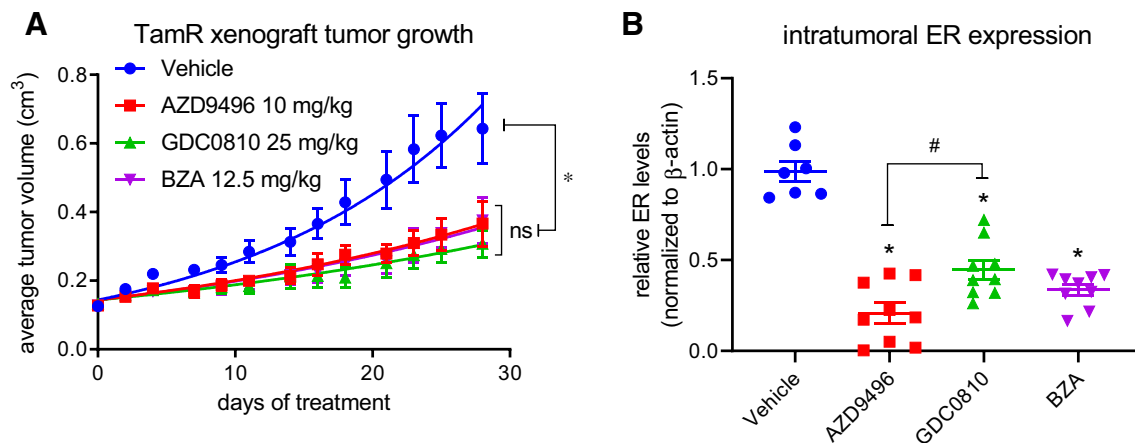 A
TamR xenograft tumor growth
average tumor volume (cm³)
0.8
0.6
0.4
0.2
0.0
Vehicle
AZD9496 10 mg/kg
GDC0810 25 mg/kg
BZA 12.5 mg/kg
ns
*
0
10
20
30
days of treatment
B
intratumoral ER expression
relative ER levels
(normalized to β-actin)
1.5
1.0
0.5
0.0
#
*
*
*
Vehicle
AZD9496
GDC0810
BZA